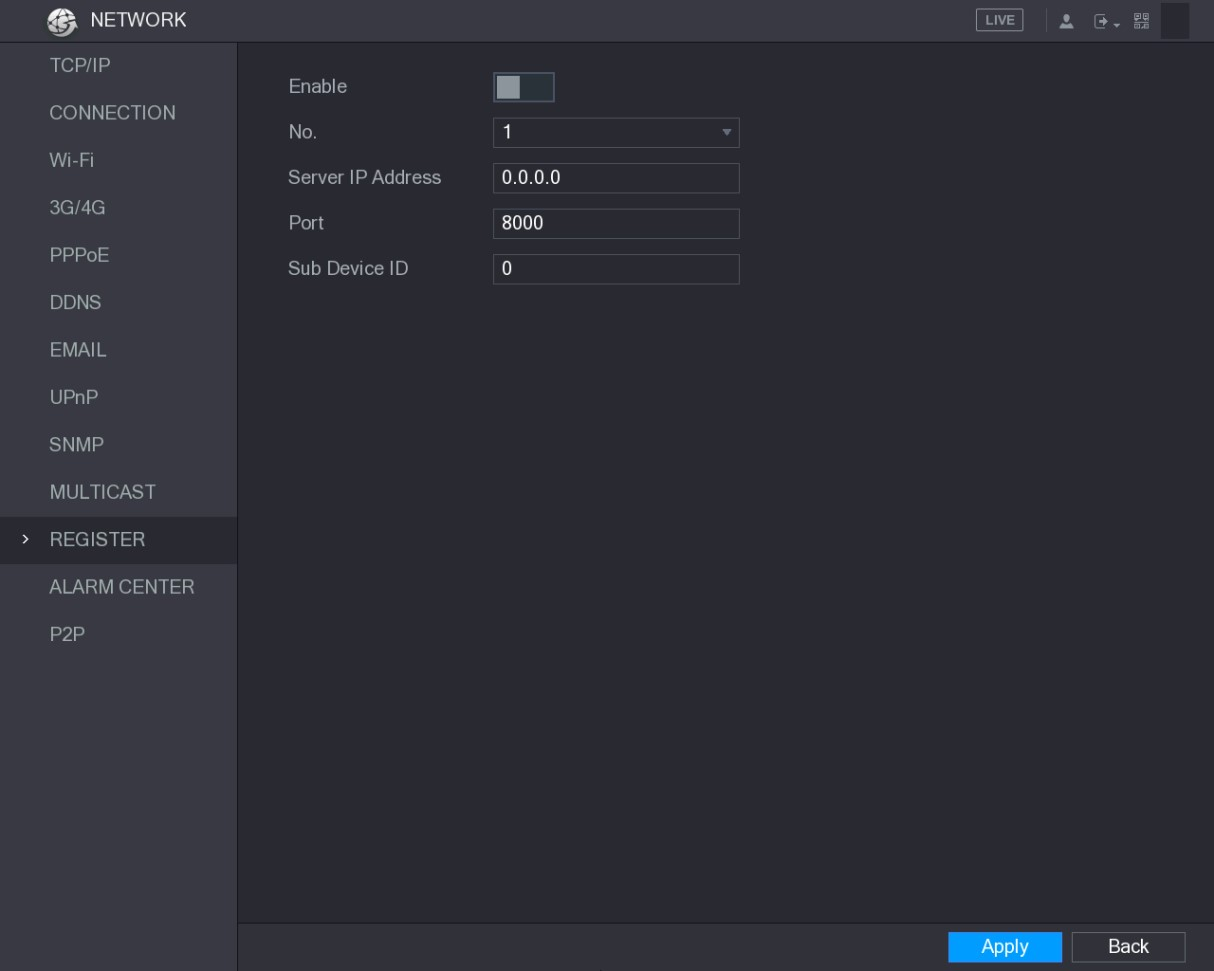 NETWORK
LIVE
TCP/IP
CONNECTION
Wi-Fi
3G/4G
PPPoE
DDNS
EMAIL
UPnP
SNMP
MULTICAST
REGISTER
ALARM CENTER
P2P
Enable
No. 1
Server IP Address 0.0.0.0
Port 8000
Sub Device ID 0
Apply Back